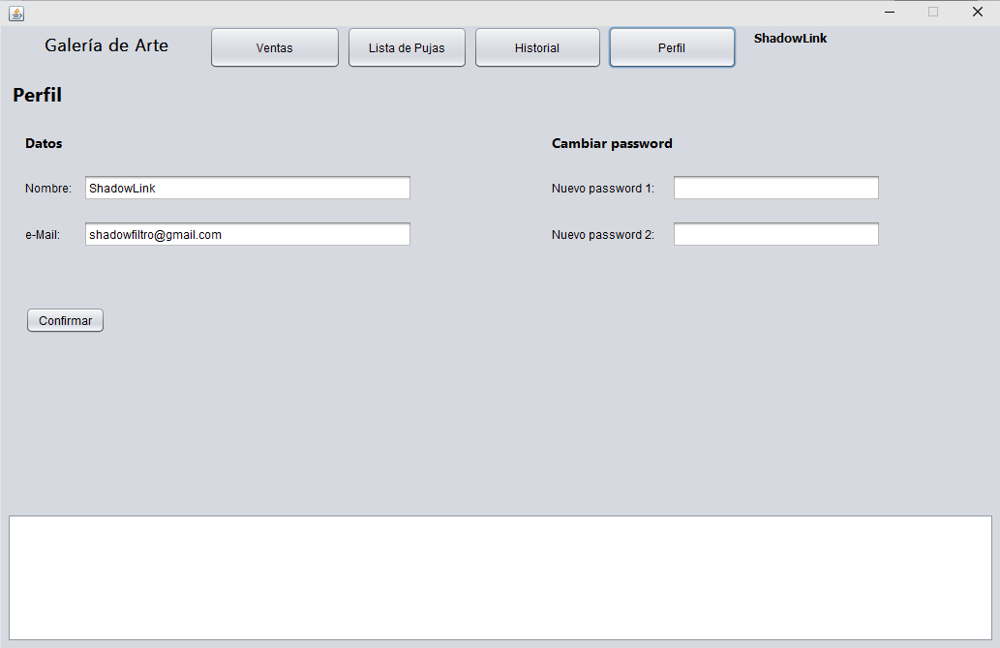 Galería de Arte
Ventas
Lista de Pujas
Historial
Perfil
ShadowLink
Perfil
Datos
Cambiar password
Nombre: ShadowLink
Nuevo password 1:
e-Mail: shadowfiltro@gmail.com
Nuevo password 2:
Confirmar